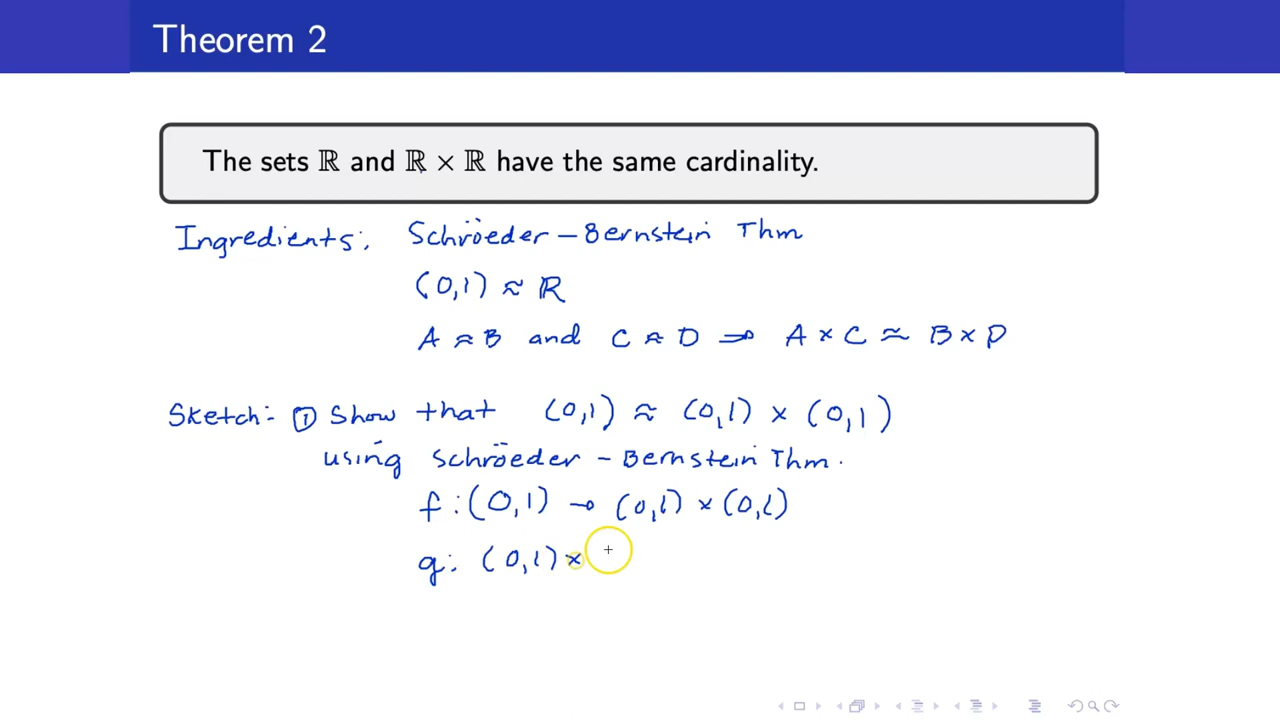 Theorem 2
The sets ℝ and ℝ × ℝ have the same cardinality.
Ingredients: Schröeder – Bernstein Thm
(0,1) ≈ ℝ
A ≈ B and C ≈ D ⇒ A × C ≈ B × D
Sketch: ① Show that (0,1) ≈ (0,1) × (0,1)
using Schröeder – Bernstein Thm.
f: (0,1) → (0,1) × (0,1)
g: (0,1) ×